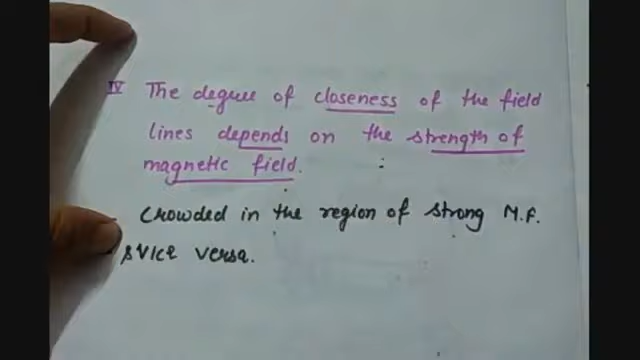 IV The degree of closeness of the field
lines depends on the strength of
magnetic field.
Crowded in the region of strong M.F.
& vice versa.